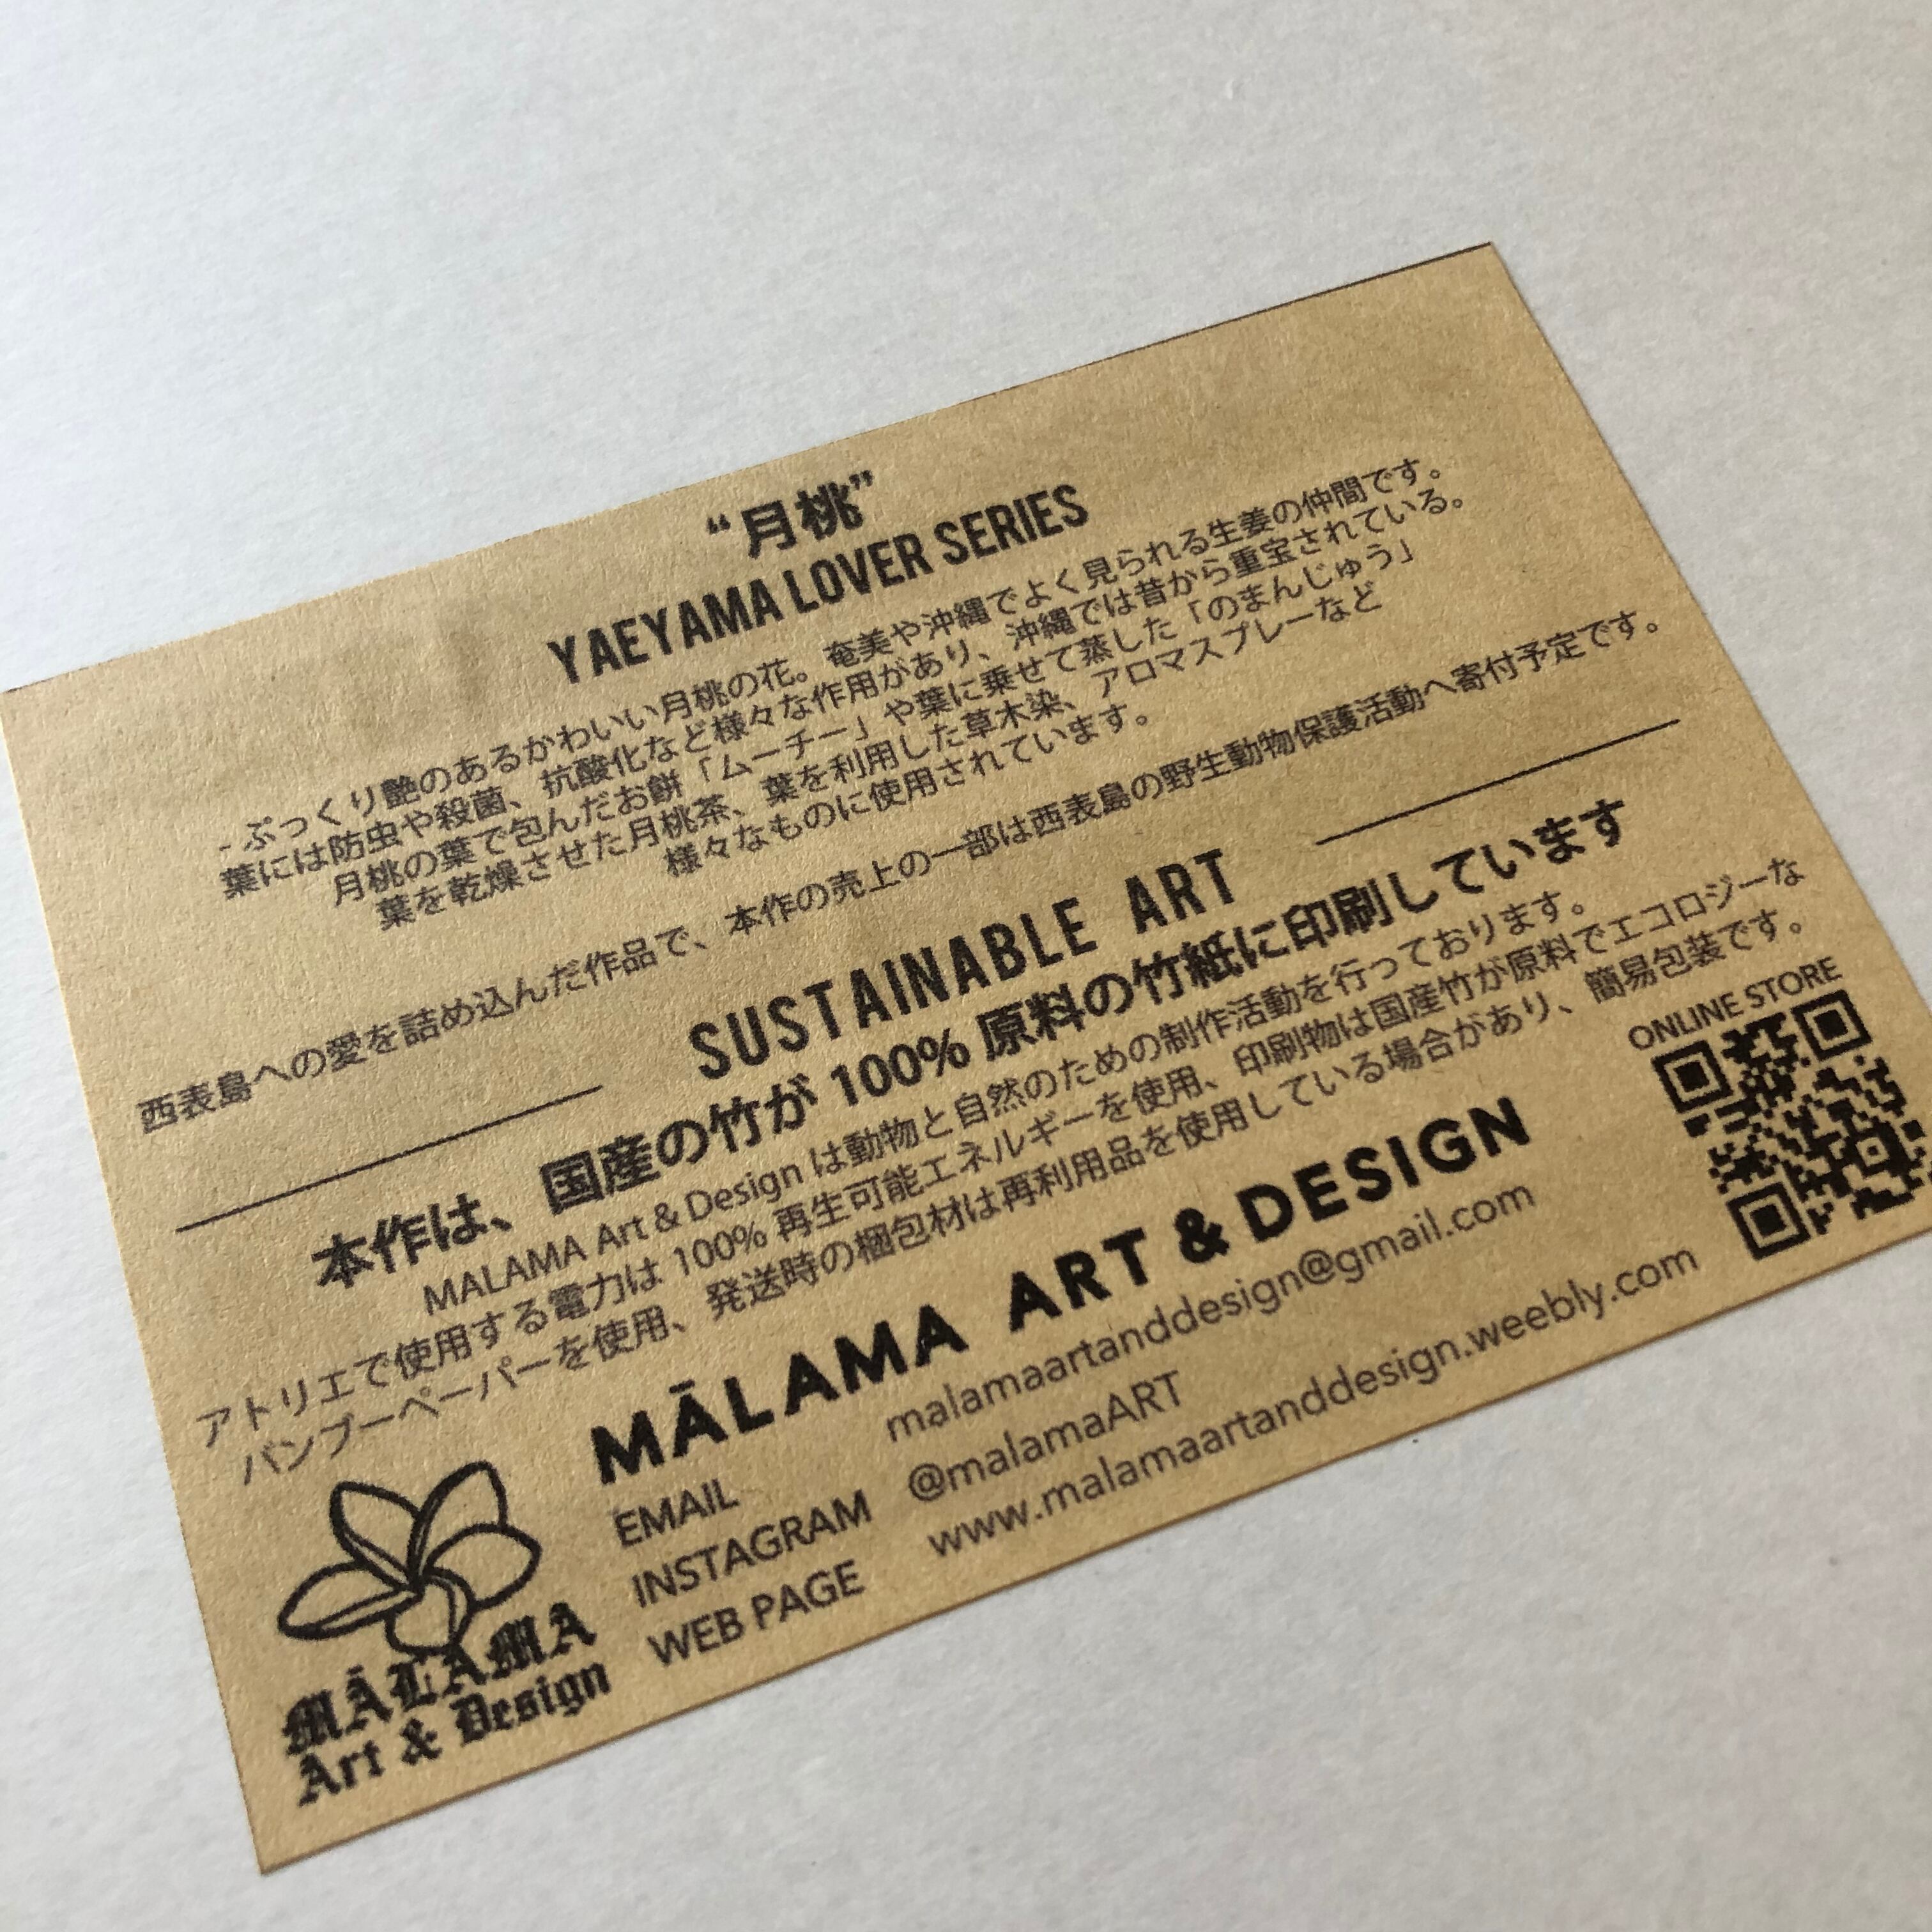 “月桃”
YAEYAMA LOVER SERIES
- ぷっくり艶のあるかわいい月桃の花。奄美や沖縄でよく見られる生姜の仲間です。
葉には防虫や殺菌、抗酸化など様々な作用があり、沖縄では昔から重宝されている。
月桃の葉で包んだお餅「ムーチー」や葉に乗せて蒸した「のまんじゅう」
葉を乾燥させた月桃茶、葉を利用した草木染、アロマスプレーなど
様々なものに使用されています。
西表島への愛を詰め込んだ作品で、本作の売上の一部は西表島の野生動物保護活動へ寄付予定です。
SUSTAINABLE ART
本作は、国産の竹が 100% 原料の竹紙に印刷しています
MALAMA Art & Design は動物と自然のための制作活動を行っております。
アトリエで使用する電力は 100% 再生可能エネルギーを使用、印刷物は国産竹が原料でエコロジーな
バンブーペーパーを使用、発送時の梱包材は再利用品を使用している場合があり、簡易包装です。
ONLINE STORE
MĀLAMA ART & DESIGN
EMAIL malamaartanddesign@gmail.com
INSTAGRAM @malamaART
WEB PAGE www.malamaartanddesign.weebly.com
MĀLAMA
Art & Design